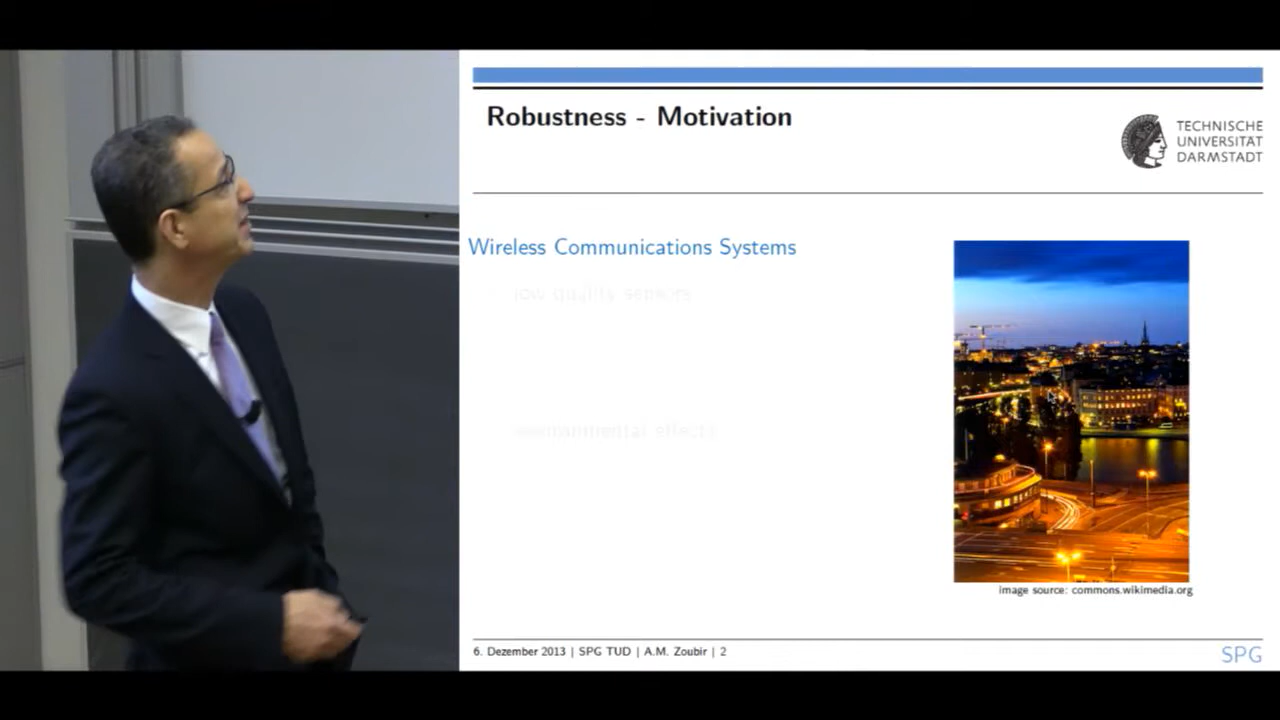 Robustness - Motivation
TECHNISCHE
UNIVERSITÄT
DARMSTADT
Wireless Communications Systems
low quality sensors
environmental effects
Image source: commons.wikimedia.org
6. Dezember 2013 | SPG TUD | A.M. Zoubir | 2
SPG